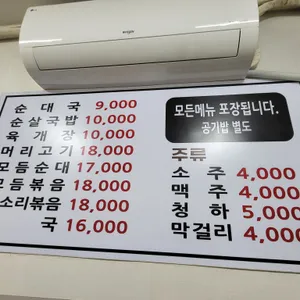 순대국 9,000
순살국밥 10,000
육개장 10,000
머리고기 18,000
모듬순대 17,000
모듬볶음 18,000
소리볶음 18,000
국 16,000
모든메뉴 포장됩니다.
공기밥 별도
주류
소주 4,000
맥주 4,000
청하 5,000
막걸리 4,000